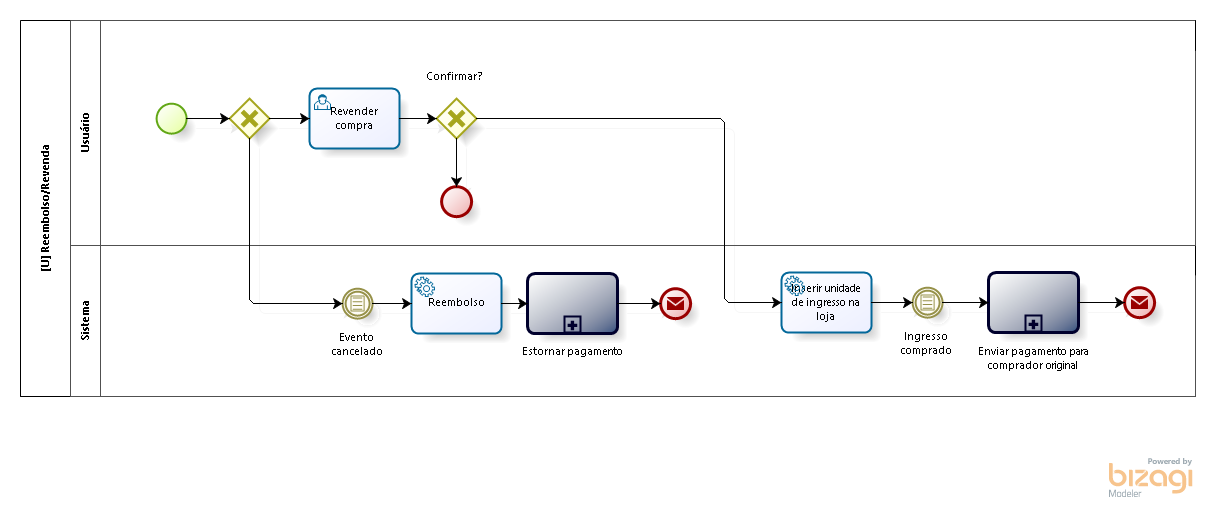 [U] Reembolso/Revenda
Usuário
Sistema
Confirmar?
Revender
compra
Evento
cancelado
Reembolso
Estornar pagamento
Inserir unidade
de ingresso na
loja
Ingresso
comprado
Enviar pagamento para
comprador original
Powered by
bizagi
Modeler